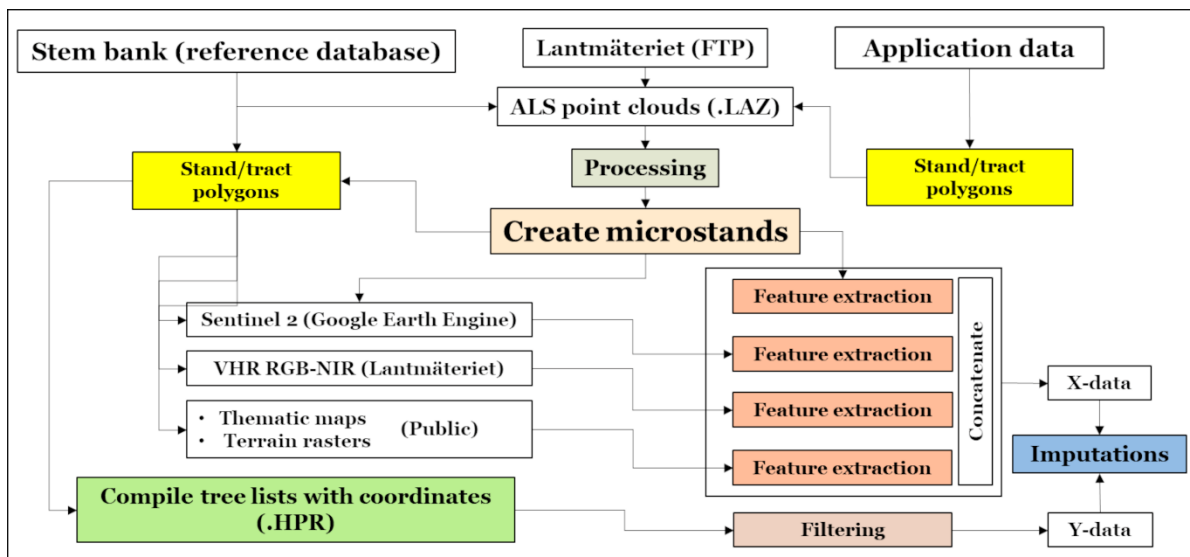 Stem bank (reference database)
Lantmäteriet (FTP)
Application data
ALS point clouds (.LAZ)
Stand/tract
polygons
Processing
Stand/tract
polygons
Create microstands
Feature extraction
Sentinel 2 (Google Earth Engine)
Feature extraction
VHR RGB-NIR (Lantmäteriet)
Feature extraction
• Thematic maps
• Terrain rasters
(Public)
Feature extraction
Concatenate
X-data
Imputations
Compile tree lists with coordinates
(.HPR)
Filtering
Y-data